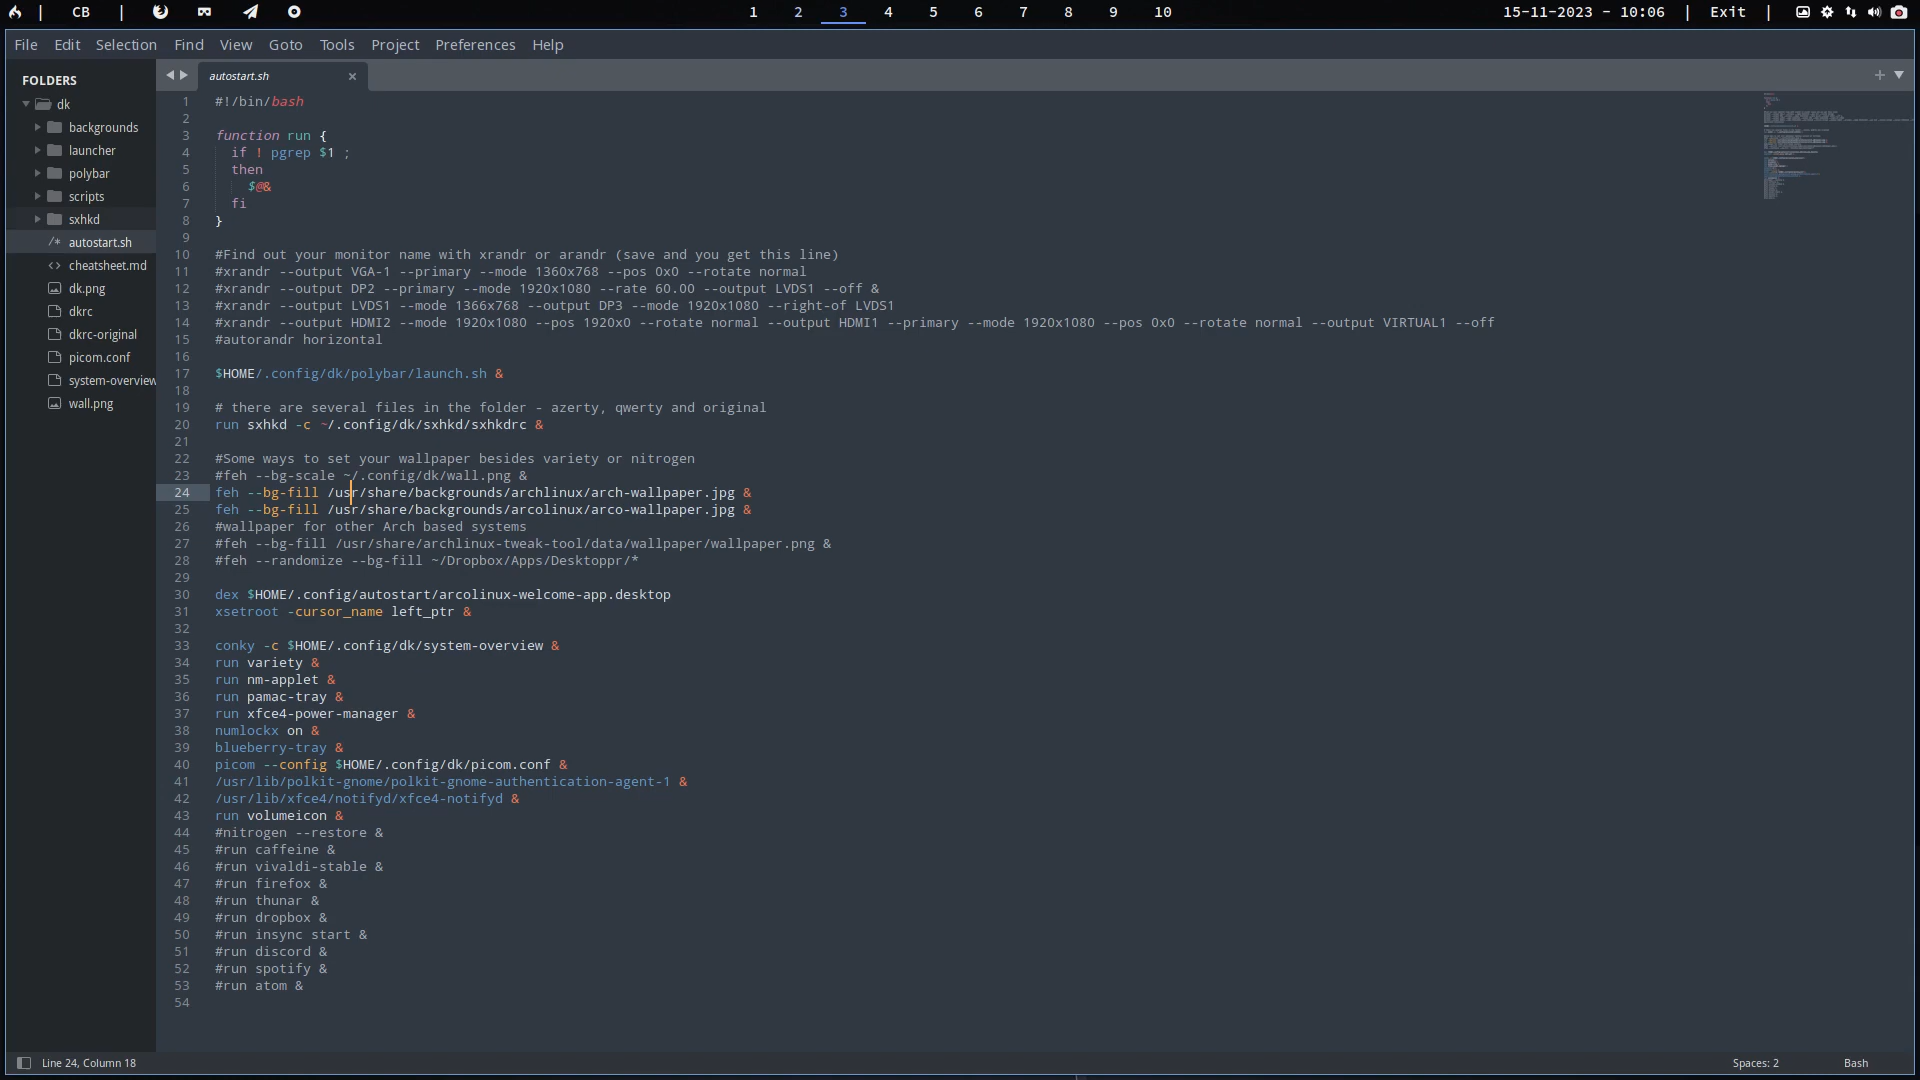 | CB | 1 2 3 4 5 6 7 8 9 10 15-11-2023 - 10:06 | Exit |
File Edit Selection Find View Goto Tools Project Preferences Help
FOLDERS
dk
backgrounds
launcher
polybar
scripts
sxhkd
/* autostart.sh
<> cheatsheet.md
dk.png
dkrc
dkrc-original
picom.conf
system-overview
wall.png
autostart.sh ×
1 #!/bin/bash
2
3 function run {
4 if ! pgrep $1 ;
5 then
6 $@&
7 fi
8 }
9
10 #Find out your monitor name with xrandr or arandr (save and you get this line)
11 #xrandr --output VGA-1 --primary --mode 1360x768 --pos 0x0 --rotate normal
12 #xrandr --output DP2 --primary --mode 1920x1080 --rate 60.00 --output LVDS1 --off &
13 #xrandr --output LVDS1 --mode 1366x768 --output DP3 --mode 1920x1080 --right-of LVDS1
14 #xrandr --output HDMI2 --mode 1920x1080 --pos 1920x0 --rotate normal --output HDMI1 --primary --mode 1920x1080 --pos 0x0 --rotate normal --output VIRTUAL1 --off
15 #autorandr horizontal
16
17 $HOME/.config/dk/polybar/launch.sh &
18
19 # there are several files in the folder - azerty, qwerty and original
20 run sxhkd -c ~/.config/dk/sxhkd/sxhkdrc &
21
22 #Some ways to set your wallpaper besides variety or nitrogen
23 #feh --bg-scale ~/.config/dk/wall.png &
24 feh --bg-fill /usr/share/backgrounds/archlinux/arch-wallpaper.jpg &
25 feh --bg-fill /usr/share/backgrounds/arcolinux/arco-wallpaper.jpg &
26 #wallpaper for other Arch based systems
27 #feh --bg-fill /usr/share/archlinux-tweak-tool/data/wallpaper/wallpaper.png &
28 #feh --randomize --bg-fill ~/Dropbox/Apps/Desktoppr/*
29
30 dex $HOME/.config/autostart/arcolinux-welcome-app.desktop
31 xsetroot -cursor_name left_ptr &
32
33 conky -c $HOME/.config/dk/system-overview &
34 run variety &
35 run nm-applet &
36 run pamac-tray &
37 run xfce4-power-manager &
38 numlockx on &
39 blueberry-tray &
40 picom --config $HOME/.config/dk/picom.conf &
41 /usr/lib/polkit-gnome/polkit-gnome-authentication-agent-1 &
42 /usr/lib/xfce4/notifyd/xfce4-notifyd &
43 run volumeicon &
44 #nitrogen --restore &
45 #run caffeine &
46 #run vivaldi-stable &
47 #run firefox &
48 #run thunar &
49 #run dropbox &
50 #run insync start &
51 #run discord &
52 #run spotify &
53 #run atom &
54
Line 24, Column 18 Spaces: 2 Bash